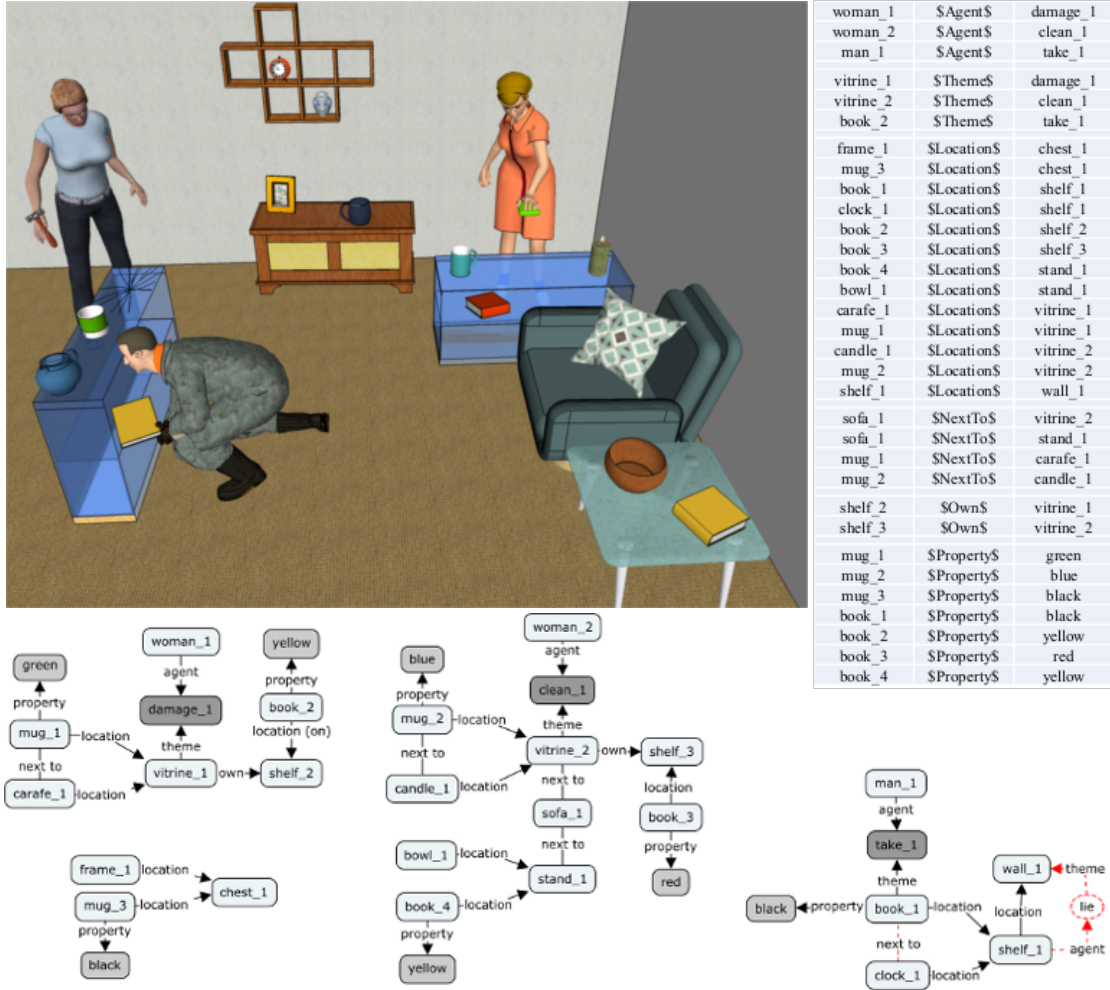 woman_1 $Agent$ damage_1
woman_2 $Agent$ clean_1
man_1 $Agent$ take_1
vitrine_1 $Theme$ damage_1
vitrine_2 $Theme$ clean_1
book_2 $Theme$ take_1
frame_1 $Location$ chest_1
mug_3 $Location$ chest_1
book_1 $Location$ shelf_1
clock_1 $Location$ shelf_1
book_2 $Location$ shelf_2
book_3 $Location$ shelf_3
book_4 $Location$ stand_1
bowl_1 $Location$ stand_1
carafe_1 $Location$ vitrine_1
mug_1 $Location$ vitrine_1
candle_1 $Location$ vitrine_2
mug_2 $Location$ vitrine_2
shelf_1 $Location$ wall_1
sofa_1 $NextTo$ vitrine_2
sofa_1 $NextTo$ stand_1
mug_1 $NextTo$ carafe_1
mug_2 $NextTo$ candle_1
shelf_2 $Own$ vitrine_1
shelf_3 $Own$ vitrine_2
mug_1 $Property$ green
mug_2 $Property$ blue
mug_3 $Property$ black
book_1 $Property$ black
book_2 $Property$ yellow
book_3 $Property$ red
book_4 $Property$ yellow
woman_1
yellow
green
agent
property
property
damage_1
book_2
mug_1
location
theme
location (on)
next to
vitrine_1
own
shelf_2
carafe_1
location
frame_1
location
chest_1
mug_3
location
property
black
woman_2
blue
agent
property
clean_1
mug_2
location
theme
next to
vitrine_2
own
shelf_3
candle_1
location
next to
location
sofa_1
book_3
next to
property
bowl_1
location
stand_1
red
book_4
location
property
yellow
man_1
agent
take_1
wall_1
theme
theme
black
property
book_1
location
location
lie
next to
shelf_1
agent
clock_1
location